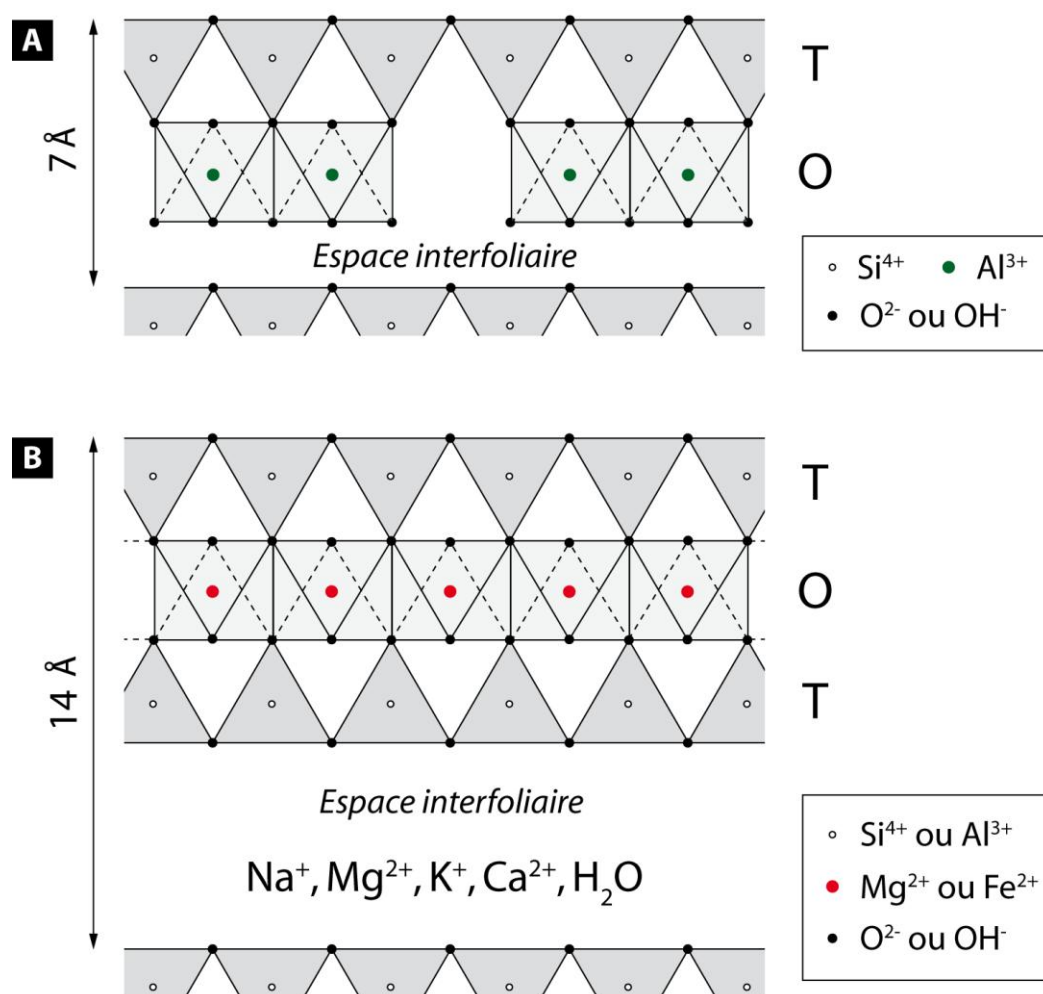 A
T
7 Å
O
Espace interfoliaire
Si⁴⁺ Al³⁺
O²⁻ ou OH⁻
B
T
O
14 Å
T
Espace interfoliaire
Na⁺, Mg²⁺, K⁺, Ca²⁺, H₂O
Si⁴⁺ ou Al³⁺
Mg²⁺ ou Fe²⁺
O²⁻ ou OH⁻